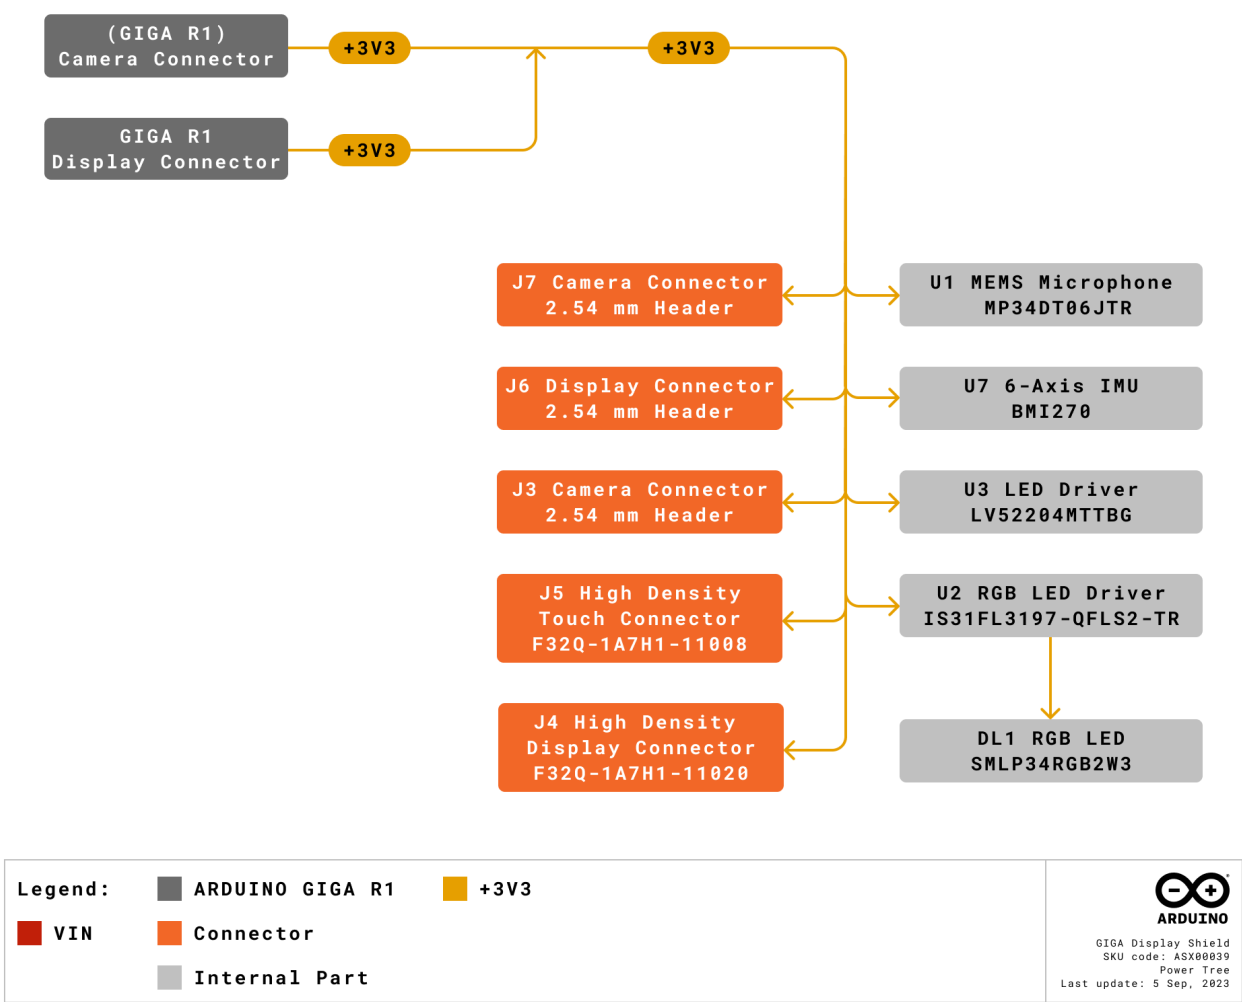 (GIGA R1)
Camera Connector
+3V3
+3V3
GIGA R1
Display Connector
+3V3
J7 Camera Connector
2.54 mm Header
U1 MEMS Microphone
MP34DT06JTR
J6 Display Connector
2.54 mm Header
U7 6-Axis IMU
BMI270
J3 Camera Connector
2.54 mm Header
U3 LED Driver
LV52204MTTBG
J5 High Density
Touch Connector
F32Q-1A7H1-11008
U2 RGB LED Driver
IS31FL3197-QFLS2-TR
J4 High Density
Display Connector
F32Q-1A7H1-11020
DL1 RGB LED
SMLP34RGB2W3
Legend:
ARDUINO GIGA R1
+3V3
VIN
Connector
Internal Part
ARDUINO
GIGA Display Shield
SKU code: ASX00039
Power Tree
Last update: 5 Sep, 2023